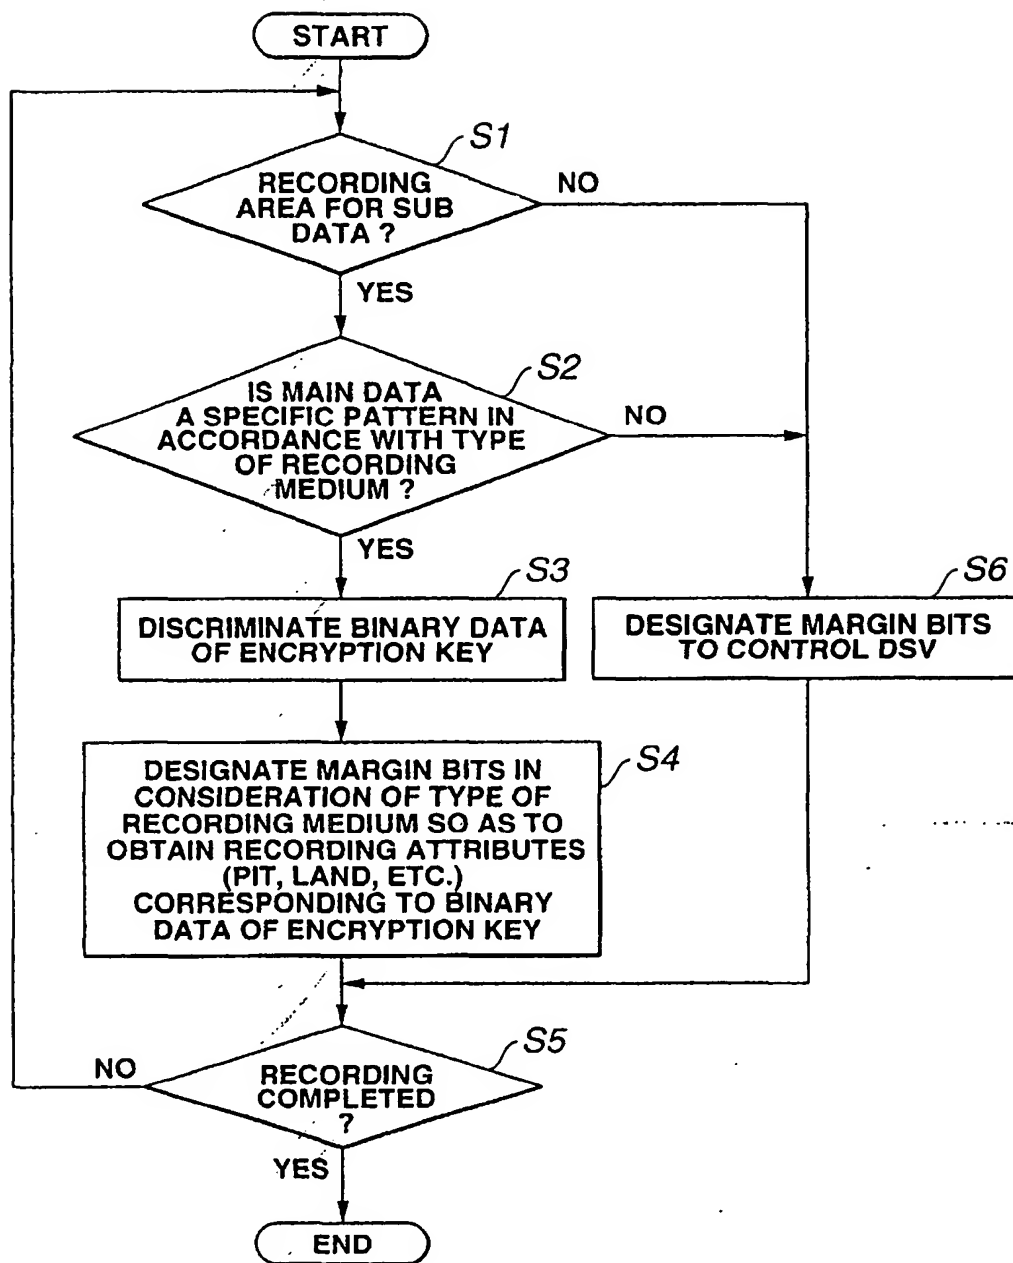 START
S1
RECORDING
AREA FOR SUB
DATA ?
NO
YES
S2
IS MAIN DATA
A SPECIFIC PATTERN IN
ACCORDANCE WITH TYPE
OF RECORDING
MEDIUM ?
NO
YES
S3
DISCRIMINATE BINARY DATA
OF ENCRYPTION KEY
S6
DESIGNATE MARGIN BITS
TO CONTROL DSV
S4
DESIGNATE MARGIN BITS IN
CONSIDERATION OF TYPE OF
RECORDING MEDIUM SO AS TO
OBTAIN RECORDING ATTRIBUTES
(PIT, LAND, ETC.)
CORRESPONDING TO BINARY
DATA OF ENCRYPTION KEY
S5
NO
RECORDING
COMPLETED
?
YES
END